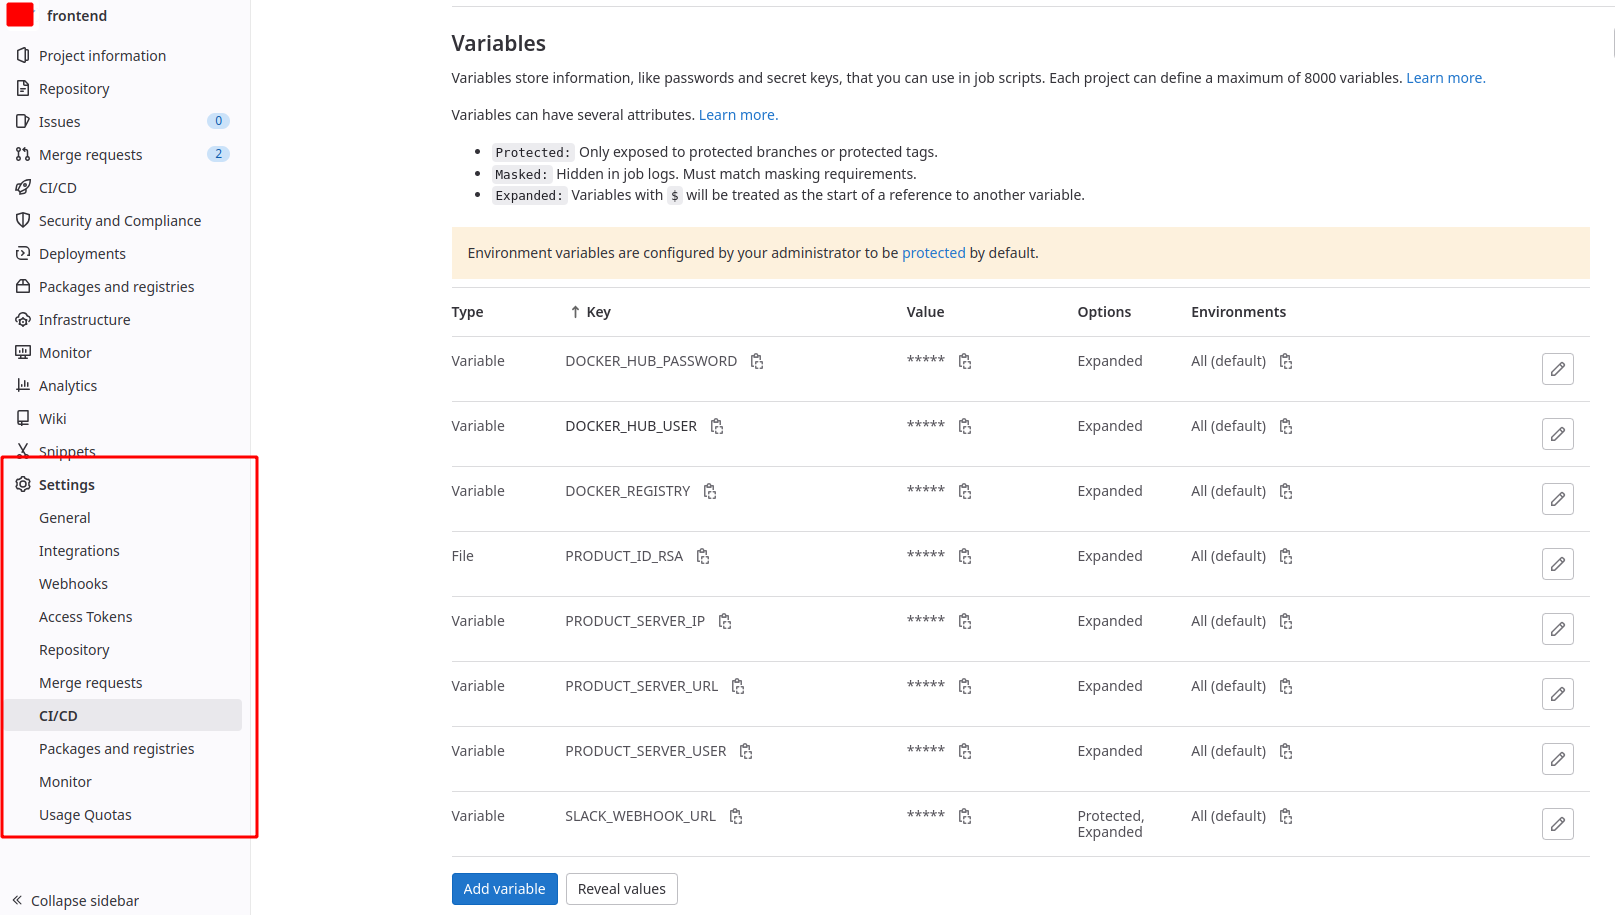 frontend
Project information
Repository
Issues 0
Merge requests 2
CI/CD
Security and Compliance
Deployments
Packages and registries
Infrastructure
Monitor
Analytics
Wiki
Snippets
Settings
General
Integrations
Webhooks
Access Tokens
Repository
Merge requests
CI/CD
Packages and registries
Monitor
Usage Quotas
« Collapse sidebar
Variables
Variables store information, like passwords and secret keys, that you can use in job scripts. Each project can define a maximum of 8000 variables. Learn more.
Variables can have several attributes. Learn more.
• Protected: Only exposed to protected branches or protected tags.
• Masked: Hidden in job logs. Must match masking requirements.
• Expanded: Variables with $ will be treated as the start of a reference to another variable.
Environment variables are configured by your administrator to be protected by default.
Type ↑ Key Value Options Environments
Variable DOCKER_HUB_PASSWORD ***** Expanded All (default)
Variable DOCKER_HUB_USER ***** Expanded All (default)
Variable DOCKER_REGISTRY ***** Expanded All (default)
File PRODUCT_ID_RSA ***** Expanded All (default)
Variable PRODUCT_SERVER_IP ***** Expanded All (default)
Variable PRODUCT_SERVER_URL ***** Expanded All (default)
Variable PRODUCT_SERVER_USER ***** Expanded All (default)
Variable SLACK_WEBHOOK_URL ***** Protected, All (default)
Expanded
Add variable Reveal values